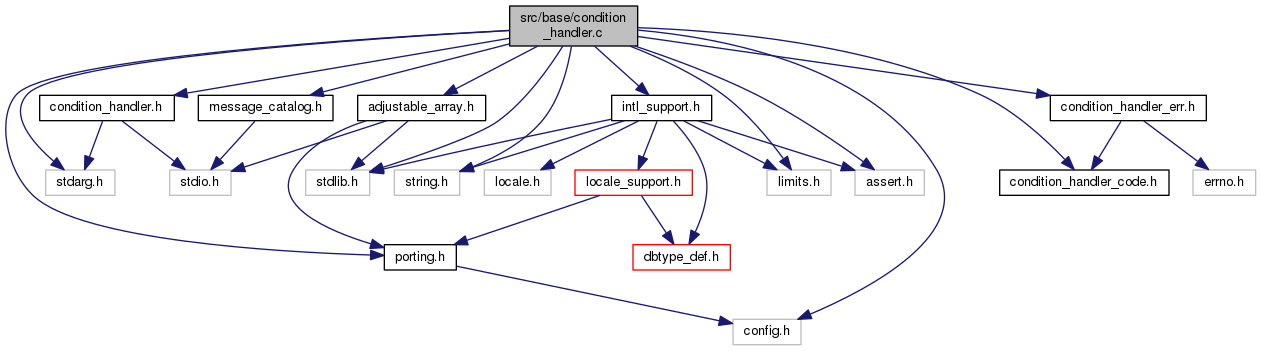 src/base/condition
_handler.c
condition_handler.h
message_catalog.h
adjustable_array.h
intl_support.h
condition_handler_err.h
stdarg.h
stdio.h
stdlib.h
string.h
locale.h
locale_support.h
limits.h
assert.h
condition_handler_code.h
errno.h
porting.h
dbtype_def.h
config.h